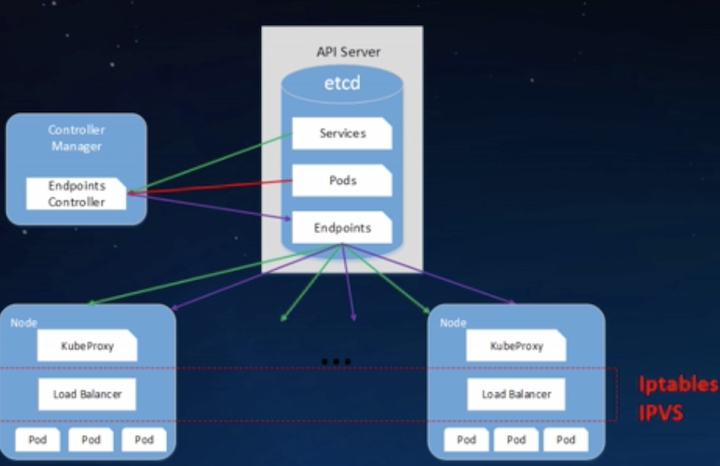 API Server
etcd
Services
Pods
Endpoints
Controller
Manager
Endpoints
Controller
Node
KubeProxy
Load Balancer
Pod
Pod
Pod
...
Node
KubeProxy
Load Balancer
Pod
Pod
Pod
Iptables
IPVS